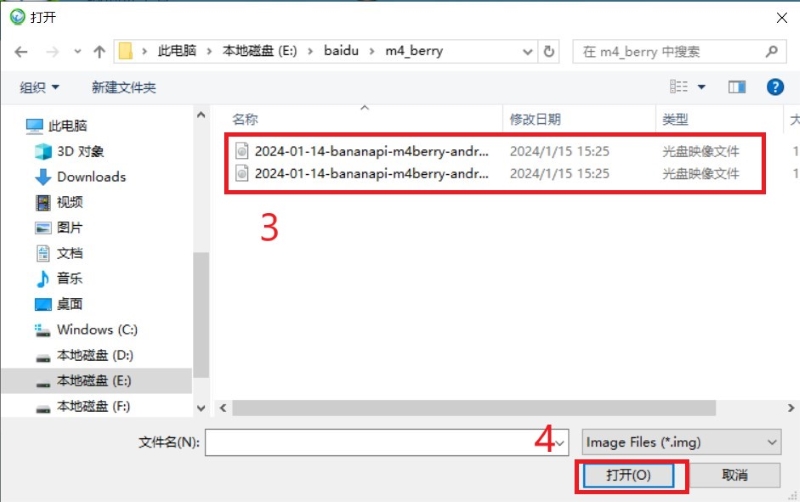 打开
此电脑 > 本地磁盘 (E:) > baidu > m4_berry
在 m4_berry 中搜索
组织
新建文件夹
名称
修改日期
类型
大
此电脑
3D 对象
Downloads
视频
图片
文档
音乐
桌面
Windows (C:)
本地磁盘 (D:)
本地磁盘 (E:)
本地磁盘 (F:)
2024-01-14-bananapi-m4berry-andr... 2024/1/15 15:25 光盘映像文件 1
2024-01-14-bananapi-m4berry-andr... 2024/1/15 15:25 光盘映像文件 1
3
文件名(N):
4
Image Files (*.img)
打开(O)
取消